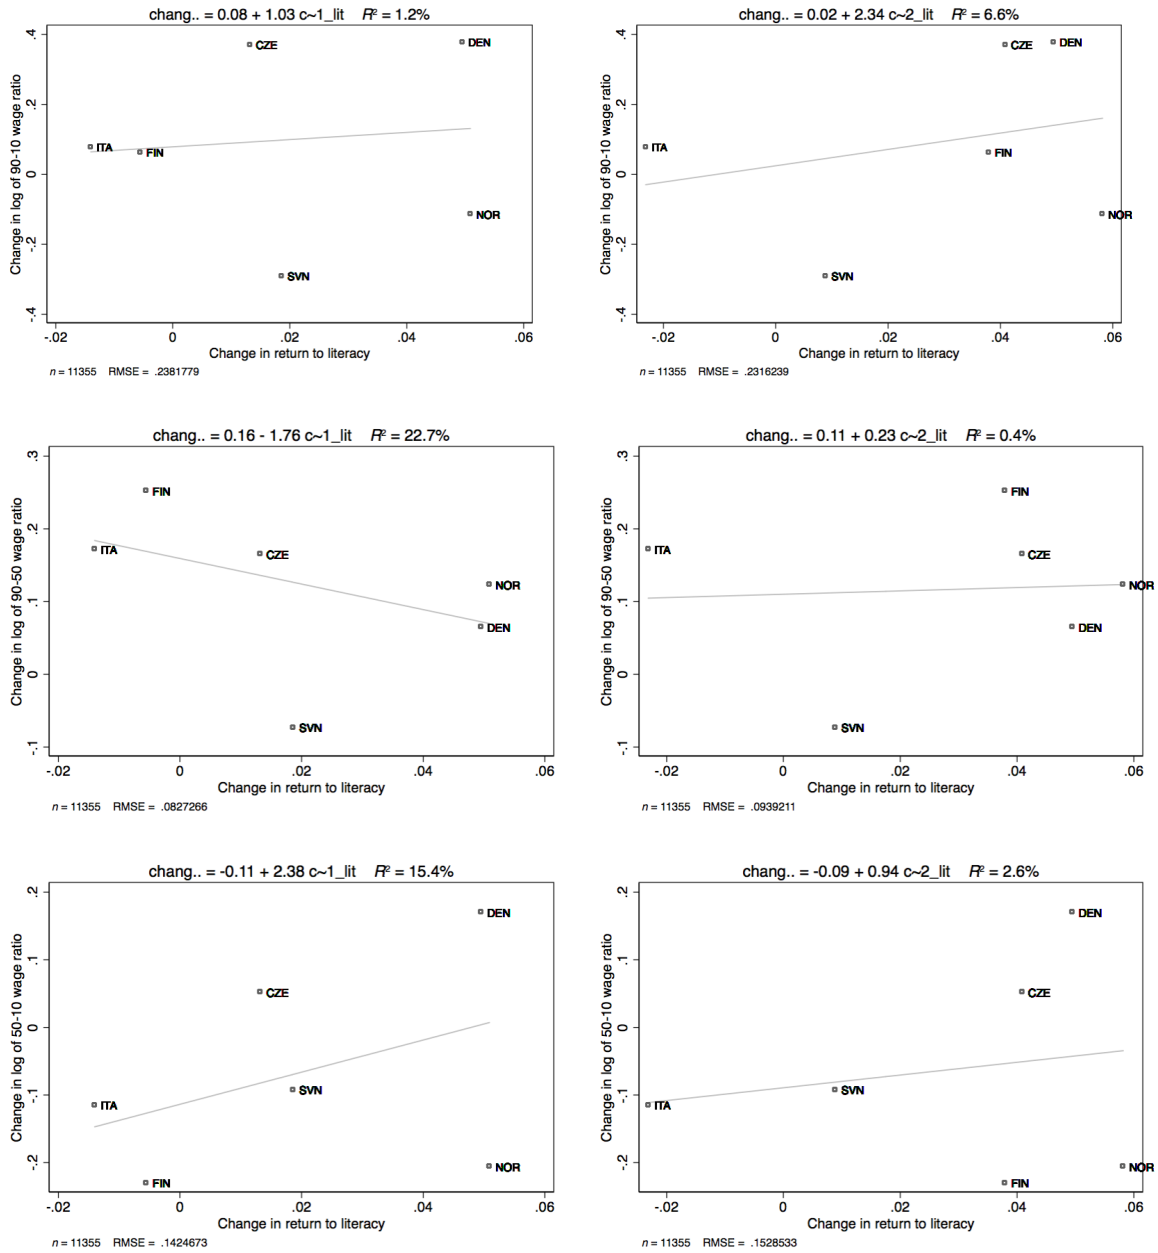 chang.. = 0.08 + 1.03 c~1_lit R² = 1.2%
Change in log of 90-10 wage ratio
.4
.2
0
-.2
-.4
CZE
DEN
ITA
FIN
NOR
SVN
-.02 0 .02 .04 .06
Change in return to literacy
n = 11355 RMSE = .2381779
chang.. = 0.02 + 2.34 c~2_lit R² = 6.6%
Change in log of 90-10 wage ratio
.4
.2
0
-.2
-.4
CZE
DEN
ITA
FIN
NOR
SVN
-.02 0 .02 .04 .06
Change in return to literacy
n = 11355 RMSE = .2316239
chang.. = 0.16 - 1.76 c~1_lit R² = 22.7%
Change in log of 90-50 wage ratio
.3
.2
.1
0
-.1
FIN
ITA
CZE
NOR
DEN
SVN
-.02 0 .02 .04 .06
Change in return to literacy
n = 11355 RMSE = .0827266
chang.. = 0.11 + 0.23 c~2_lit R² = 0.4%
Change in log of 90-50 wage ratio
.3
.2
.1
0
-.1
FIN
ITA
CZE
NOR
DEN
SVN
-.02 0 .02 .04 .06
Change in return to literacy
n = 11355 RMSE = .0939211
chang.. = -0.11 + 2.38 c~1_lit R² = 15.4%
Change in log of 50-10 wage ratio
.2
.1
0
-.1
-.2
DEN
CZE
SVN
ITA
NOR
FIN
-.02 0 .02 .04 .06
Change in return to literacy
n = 11355 RMSE = .1424673
chang.. = -0.09 + 0.94 c~2_lit R² = 2.6%
Change in log of 50-10 wage ratio
.2
.1
0
-.1
-.2
DEN
CZE
SVN
ITA
NOR
FIN
-.02 0 .02 .04 .06
Change in return to literacy
n = 11355 RMSE = .1528533